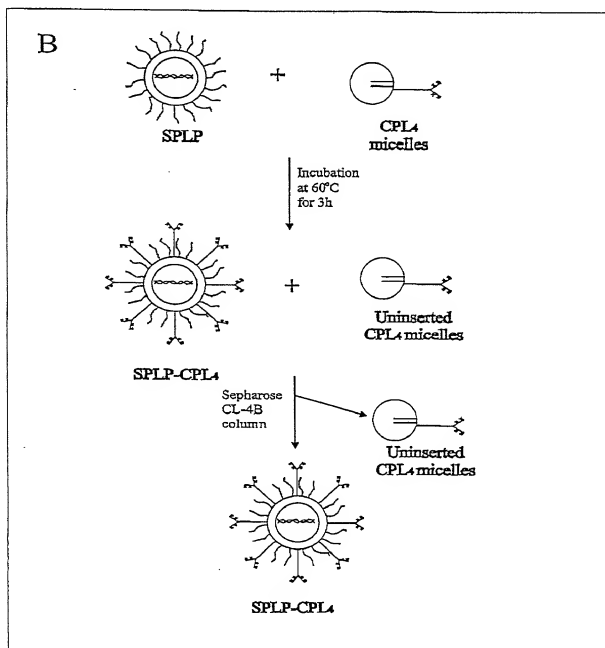 B
+
SPLP
CPL4
micelles
Incubation
at 60°C
for 3h
+
Uninserted
CPL4 micelles
SPLP-CPL4
Sepharose
CL-4B
column
Uninserted
CPL4 micelles
SPLP-CPL4